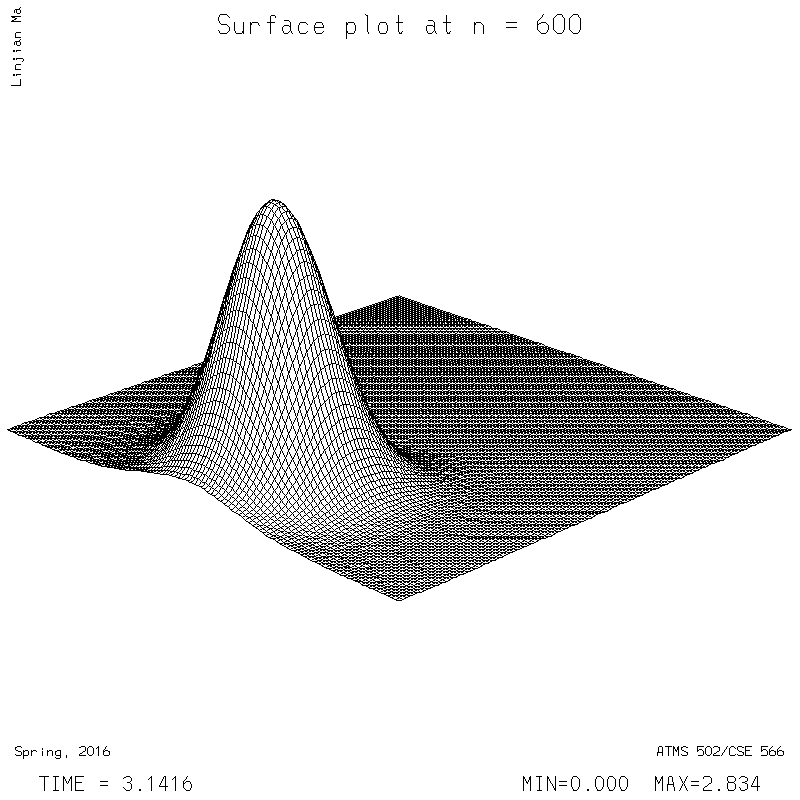 Linjian Ma
Surface plot at n = 600
Spring, 2016
ATMS 502/CSE 566
TIME = 3.1416
MIN=0.000 MAX=2.834